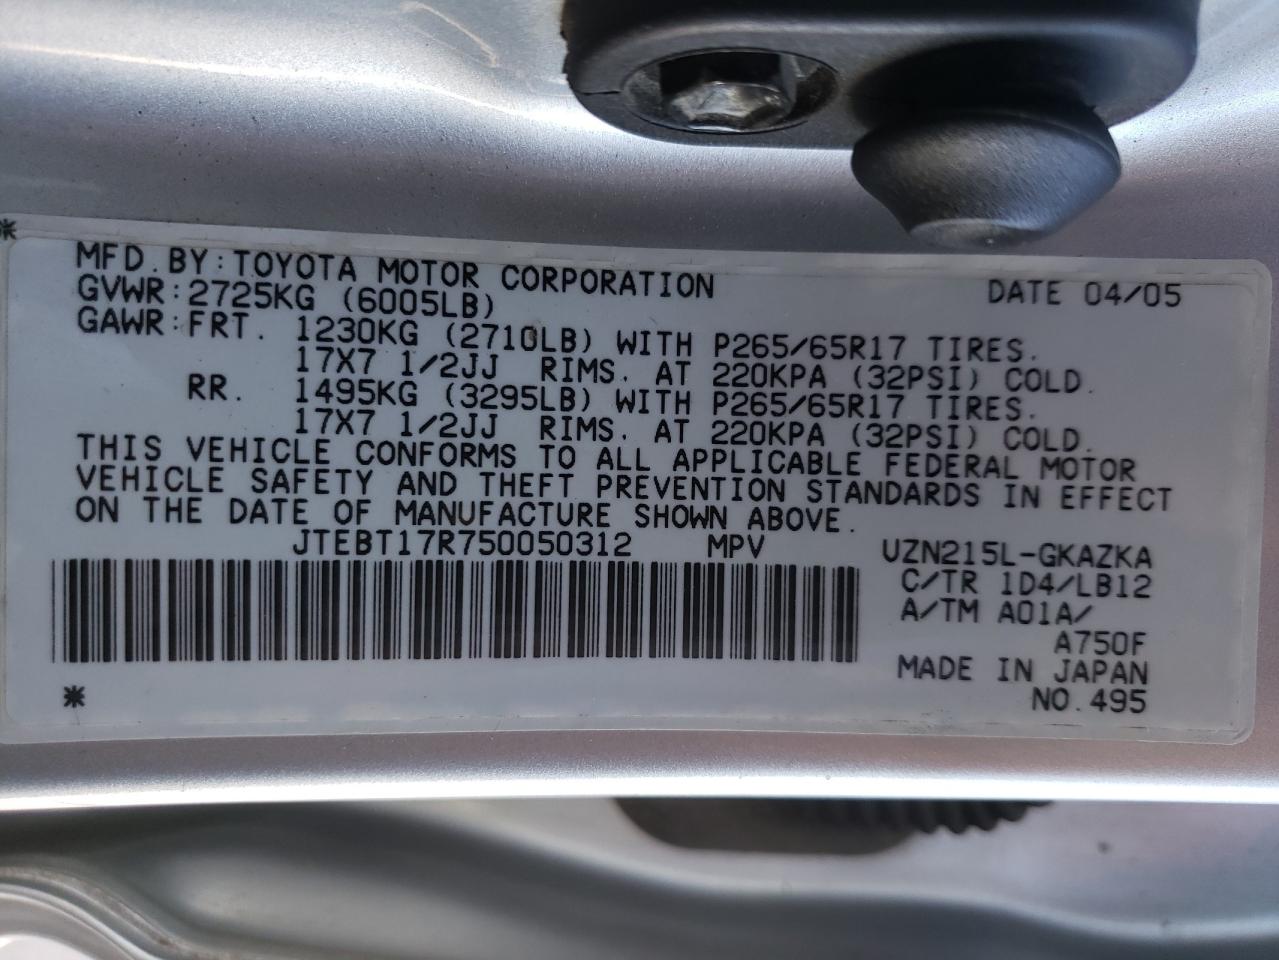 MFD. BY: TOYOTA MOTOR CORPORATION DATE 04/05
GVWR: 2725KG (6005LB)
GAWR: FRT. 1230KG (2710LB) WITH P265/65R17 TIRES.
17X7 1/2JJ RIMS. AT 220KPA (32PSI) COLD.
RR. 1495KG (3295LB) WITH P265/65R17 TIRES.
17X7 1/2JJ RIMS. AT 220KPA (32PSI) COLD.
THIS VEHICLE CONFORMS TO ALL APPLICABLE FEDERAL MOTOR
VEHICLE SAFETY AND THEFT PREVENTION STANDARDS IN EFFECT
ON THE DATE OF MANUFACTURE SHOWN ABOVE.
JTEBT17R750050312 MPV UZN215L-GKAZKA
C/TR 1D4/LB12
A/TM A01A/
A750F
MADE IN JAPAN
NO. 495